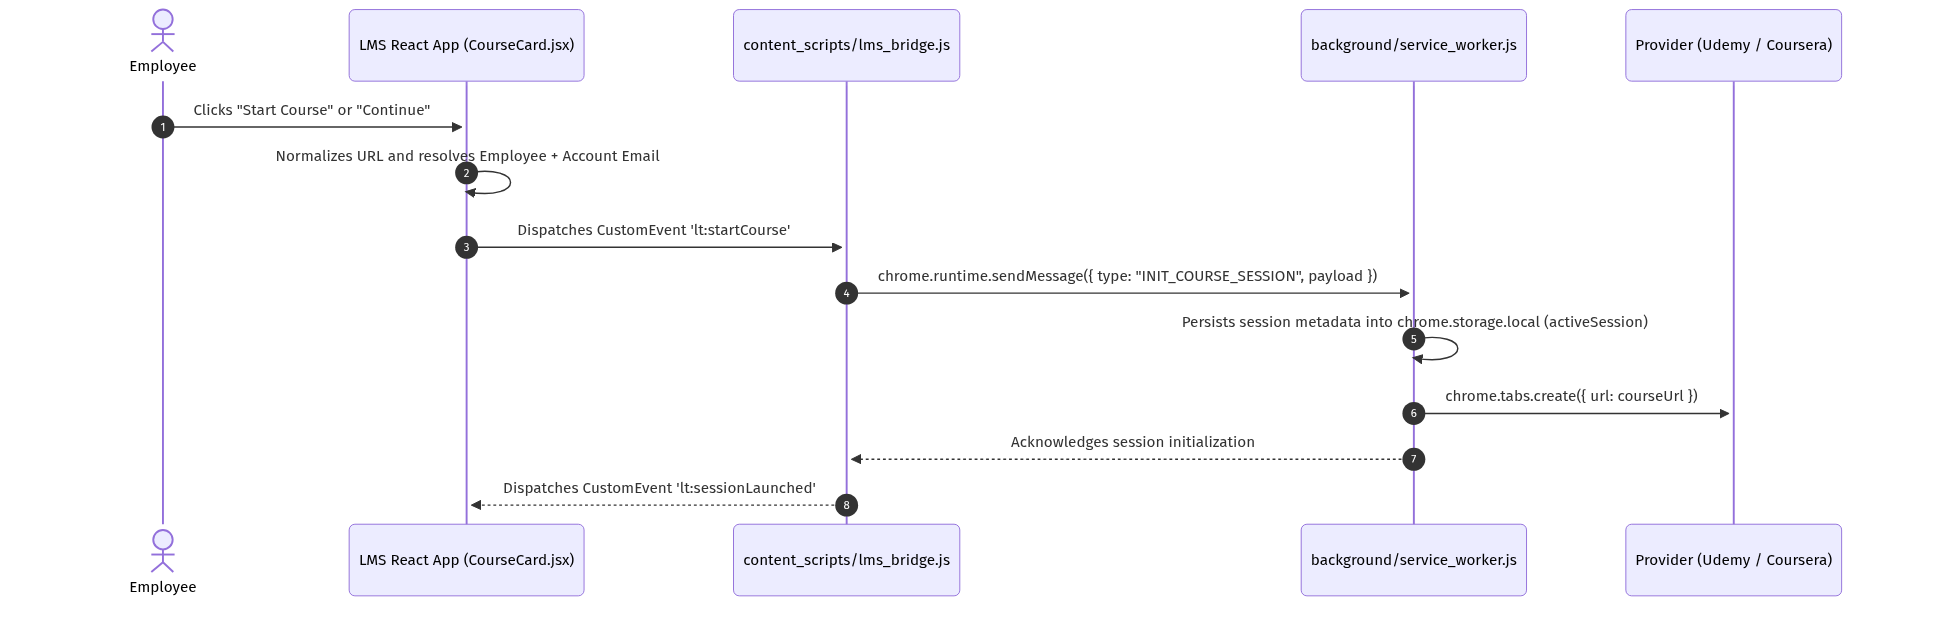 Employee
LMS React App (CourseCard.jsx)
content_scripts/lms_bridge.js
background/service_worker.js
Provider (Udemy / Coursera)
Clicks "Start Course" or "Continue"
1
Normalizes URL and resolves Employee + Account Email
2
Dispatches CustomEvent 'lt:startCourse'
3
chrome.runtime.sendMessage({ type: "INIT_COURSE_SESSION", payload })
4
Persists session metadata into chrome.storage.local (activeSession)
5
chrome.tabs.create({ url: courseUrl })
6
Acknowledges session initialization
7
Dispatches CustomEvent 'lt:sessionLaunched'
8
Employee
LMS React App (CourseCard.jsx)
content_scripts/lms_bridge.js
background/service_worker.js
Provider (Udemy / Coursera)